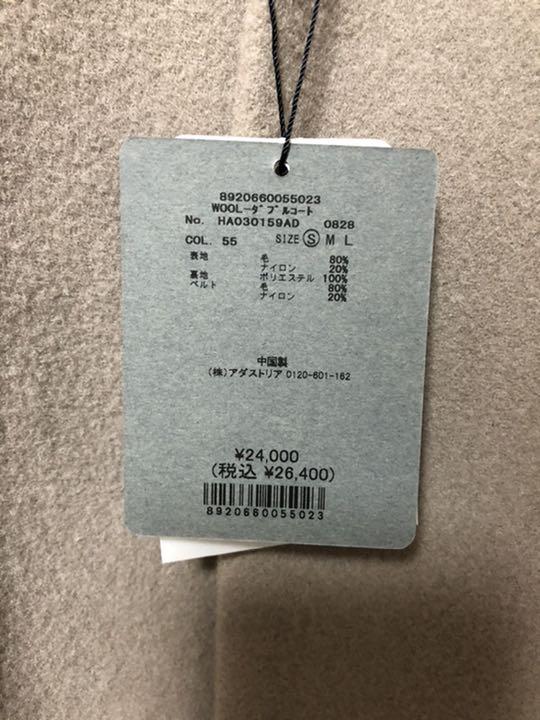 8920660055023
WOOLｰﾀﾞﾌﾞﾙｺｰﾄ
No. HA030159AD 0828
COL. 55 SIZE Ⓢ M L
表地 毛 80%
ナイロン 20%
裏地 ポリエステル 100%
ベルト 毛 80%
ナイロン 20%
中国製
(株)アダストリア 0120-601-162
¥24,000
(税込 ¥26,400)
8920660055023